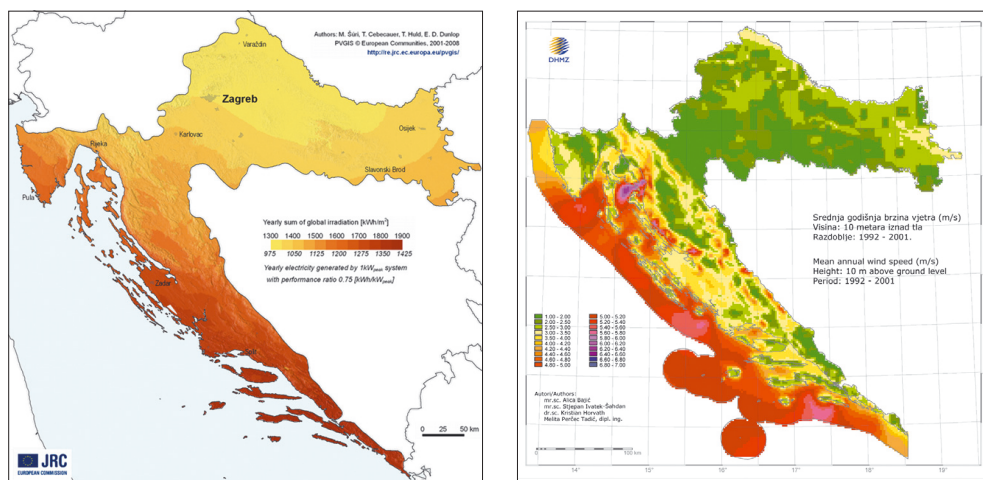 Authors: M. Šúri, T. Cebecauer, T. Huld, E. D. Dunlop
PVGIS © European Communities, 2001-2008
http://re.jrc.ec.europa.eu/pvgis/
Varaždin
Zagreb
Karlovac
Osijek
Rijeka
Slavonski Brod
Pula
Zadar
Yearly sum of global irradiation [kWh/m²]
1300 1400 1500 1600 1700 1800 1900
975 1050 1125 1200 1275 1350 1425
Yearly electricity generated by 1kWpeak system
with performance ratio 0.75 [kWh/kWpeak]
0 25 50 km
JRC
EUROPEAN COMMISSION
DHMZ
Srednja godišnja brzina vjetra (m/s)
Visina: 10 metara iznad tla
Razdoblje: 1992 - 2001.
Mean annual wind speed (m/s)
Height: 10 m above ground level
Period: 1992 - 2001
1.00 - 2.00 5.00 - 5.20
2.00 - 2.50 5.20 - 5.40
2.50 - 3.00 5.40 - 5.60
3.00 - 3.50 5.60 - 5.80
3.50 - 4.00 5.80 - 6.00
4.00 - 4.20 6.00 - 6.20
4.20 - 4.40 6.20 - 6.40
4.40 - 4.60 6.40 - 6.60
4.60 - 4.80 6.60 - 6.80
4.80 - 5.00 6.80 - 7.00
Autori/Authors:
mr.sc. Alica Bajić
mr.sc. Stjepan Ivatek-Šahdan
dr.sc. Kristian Horvath
Melita Perčec Tadić, dipl. ing.
0 100 km
14° 15° 16° 17° 18° 19°